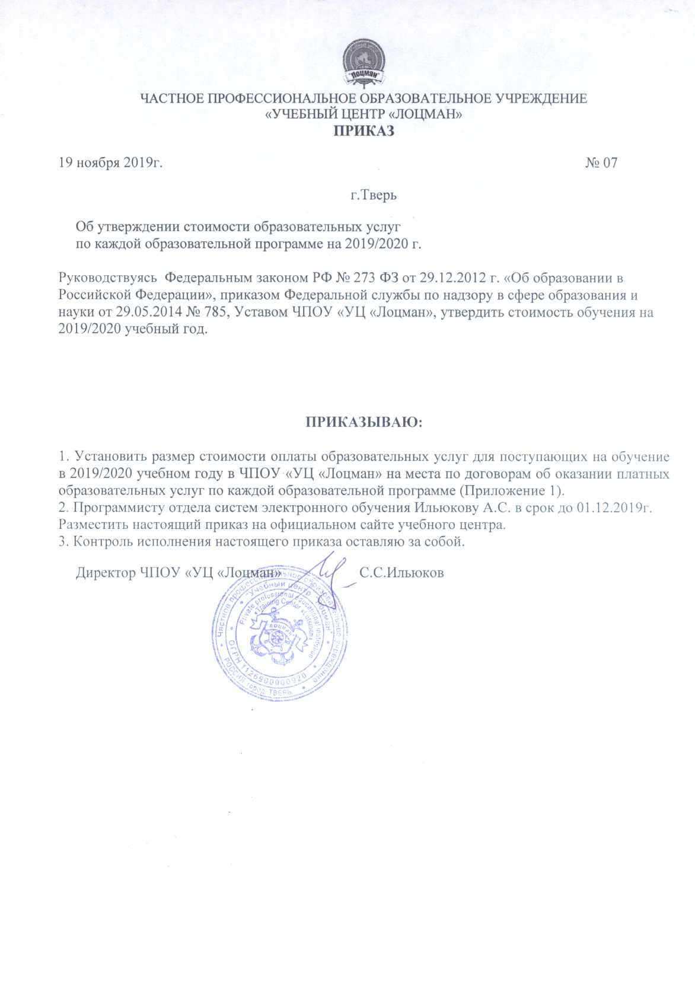 "Лоцман"
ЧАСТНОЕ ПРОФЕССИОНАЛЬНОЕ ОБРАЗОВАТЕЛЬНОЕ УЧРЕЖДЕНИЕ
«УЧЕБНЫЙ ЦЕНТР «ЛОЦМАН»
ПРИКАЗ
19 ноября 2019г. № 07
г.Тверь
Об утверждении стоимости образовательных услуг
по каждой образовательной программе на 2019/2020 г.
Руководствуясь Федеральным законом РФ № 273 ФЗ от 29.12.2012 г. «Об образовании в
Российской Федерации», приказом Федеральной службы по надзору в сфере образования и
науки от 29.05.2014 № 785, Уставом ЧПОУ «УЦ «Лоцман», утвердить стоимость обучения на
2019/2020 учебный год.
ПРИКАЗЫВАЮ:
1. Установить размер стоимости оплаты образовательных услуг для поступающих на обучение
в 2019/2020 учебном году в ЧПОУ «УЦ «Лоцман» на места по договорам об оказании платных
образовательных услуг по каждой образовательной программе (Приложение 1).
2. Программисту отдела систем электронного обучения Ильюкову А.С. в срок до 01.12.2019г.
Разместить настоящий приказ на официальном сайте учебного центра.
3. Контроль исполнения настоящего приказа оставляю за собой.
Директор ЧПОУ «УЦ «Лоцман» С.С.Ильюков
Частное профессиональное образовательное учреждение
"Учебный центр "Лоцман"
Private professional educational institution
«Training Center «Lotsman»
ЛОЦМАН
ОГРН 1126900000920
РОССИЯ город ТВЕРЬ